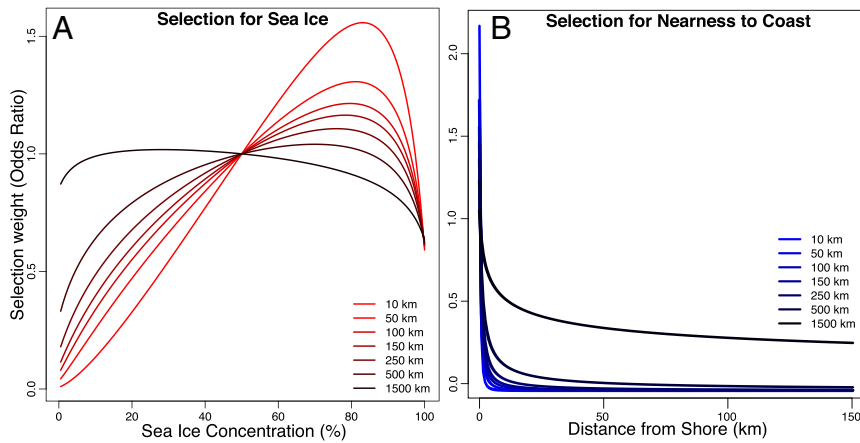 A
Selection for Sea Ice
Selection weight (Odds Ratio)
0.0
0.5
1.0
1.5
10 km
50 km
100 km
150 km
250 km
500 km
1500 km
0
20
40
60
80
100
Sea Ice Concentration (%)
B
Selection for Nearness to Coast
0.0
0.5
1.0
1.5
2.0
10 km
50 km
100 km
150 km
250 km
500 km
1500 km
0
50
100
150
Distance from Shore (km)